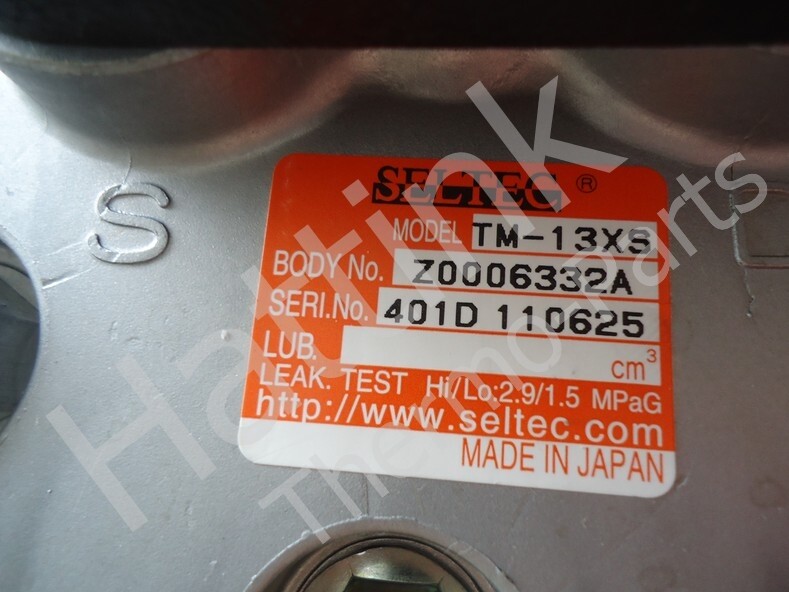 S
SELTEC®
MODEL TM-13XS
BODY No. Z0006332A
SERI.No. 401D 110625
LUB. cm³
LEAK. TEST Hi/Lo:2.9/1.5 MPaG
http://www.seltec.com
MADE IN JAPAN
Hattink
Thermo-Parts